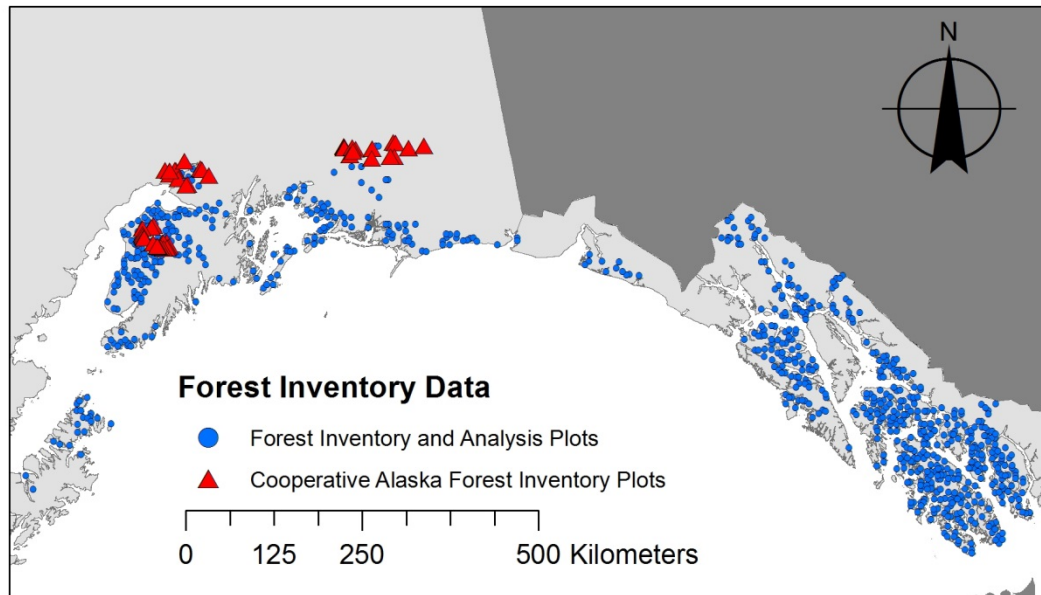 N
Forest Inventory Data
Forest Inventory and Analysis Plots
Cooperative Alaska Forest Inventory Plots
0 125 250 500 Kilometers